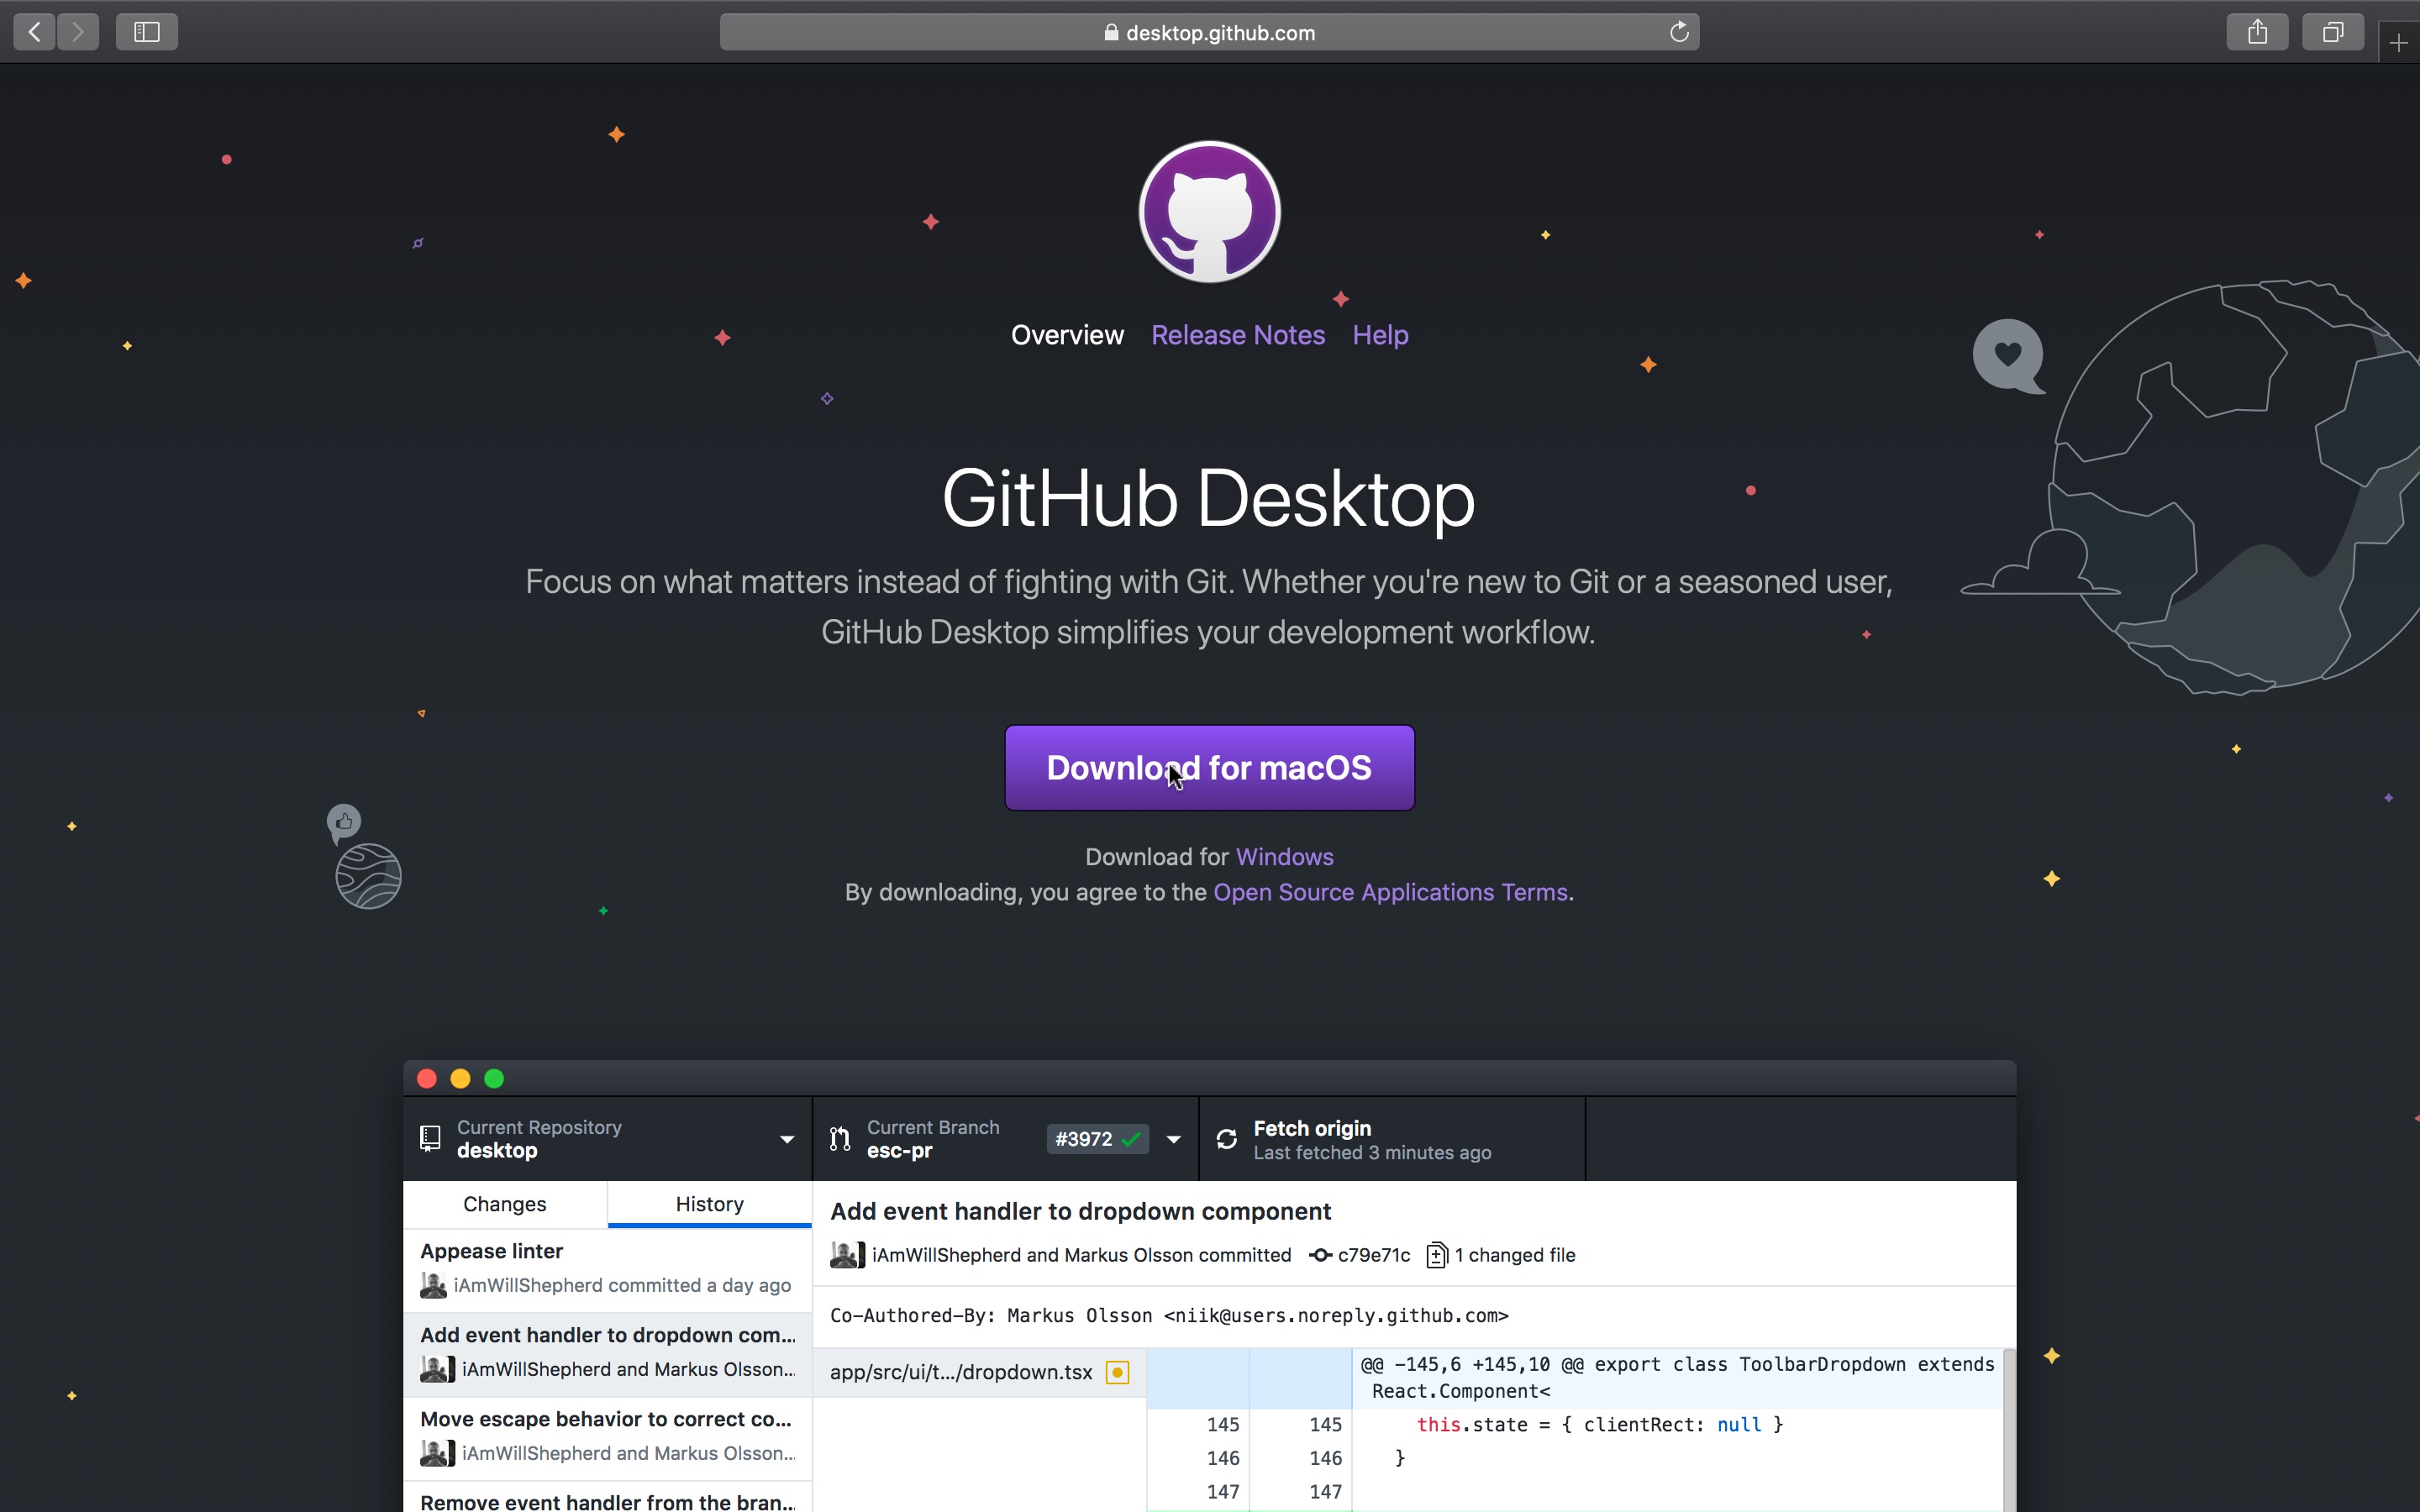 desktop.github.com
Overview Release Notes Help
GitHub Desktop
Focus on what matters instead of fighting with Git. Whether you're new to Git or a seasoned user,
GitHub Desktop simplifies your development workflow.
Download for macOS
Download for Windows
By downloading, you agree to the Open Source Applications Terms.
Current Repository
desktop
Current Branch
esc-pr
#3972
Fetch origin
Last fetched 3 minutes ago
Changes
History
Appease linter
iAmWillShepherd committed a day ago
Add event handler to dropdown com...
iAmWillShepherd and Markus Olsson...
Move escape behavior to correct co...
iAmWillShepherd and Markus Olsson...
Remove event handler from the bran...
Add event handler to dropdown component
iAmWillShepherd and Markus Olsson committed c79e71c 1 changed file
Co-Authored-By: Markus Olsson <niik@users.noreply.github.com>
app/src/ui/t.../dropdown.tsx
@@ -145,6 +145,10 @@ export class ToolbarDropdown extends
React.Component<
145 145 this.state = { clientRect: null }
146 146 }
147 147